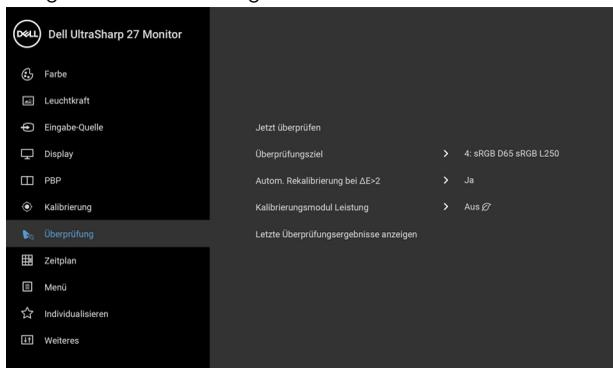 DELL Dell UltraSharp 27 Monitor
Farbe
Leuchtkraft
Eingabe-Quelle
Display
PBP
Kalibrierung
Überprüfung
Zeitplan
Menü
Individualisieren
Weiteres
Jetzt überprüfen
Überprüfungsziel > 4: sRGB D65 sRGB L250
Autom. Rekalibrierung bei ΔE>2 > Ja
Kalibrierungsmodul Leistung > Aus
Letzte Überprüfungsergebnisse anzeigen